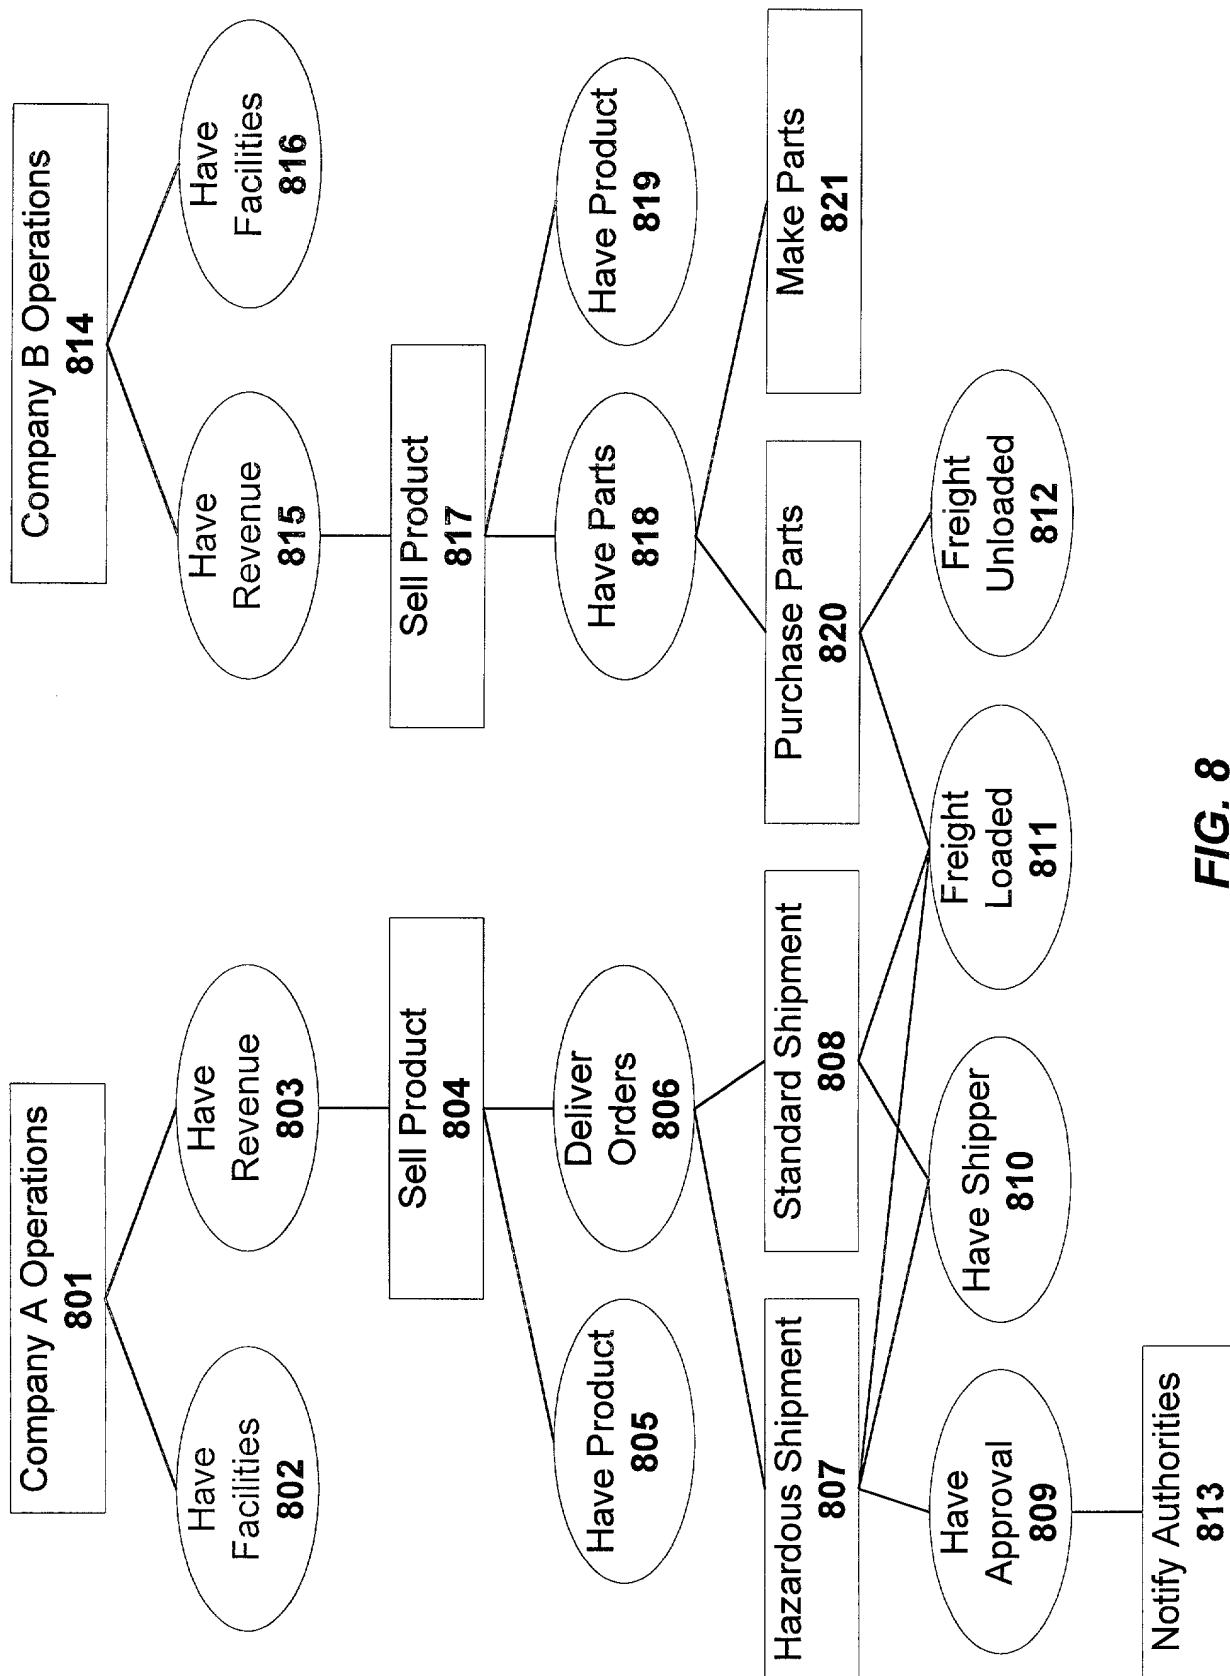 Company A Operations
801
Company B Operations
814
Have
Facilities
802
Have
Revenue
803
Have
Revenue
815
Have
Facilities
816
Sell Product
804
Sell Product
817
Have Product
805
Deliver
Orders
806
Have Parts
818
Have Product
819
Hazardous Shipment
807
Standard Shipment
808
Purchase Parts
820
Make Parts
821
Have
Approval
809
Have Shipper
810
Freight
Loaded
811
Freight
Unloaded
812
Notify Authorities
813
FIG. 8